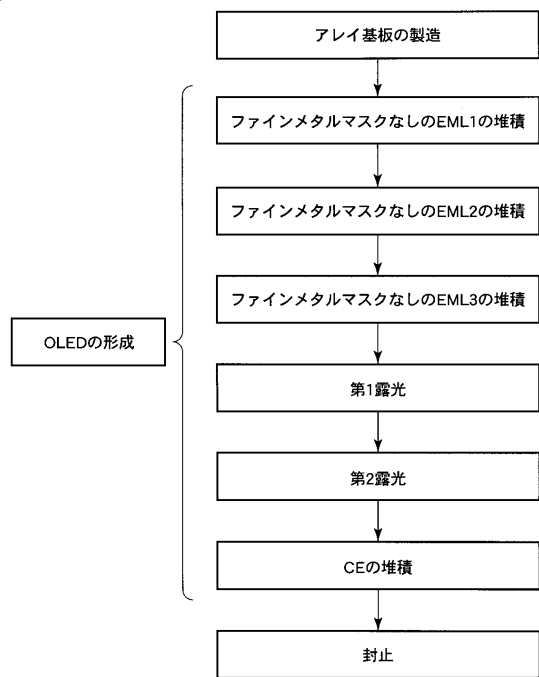 アレイ基板の製造
ファインメタルマスクなしのEML1の堆積
ファインメタルマスクなしのEML2の堆積
ファインメタルマスクなしのEML3の堆積
OLEDの形成
第1露光
第2露光
CEの堆積
封止